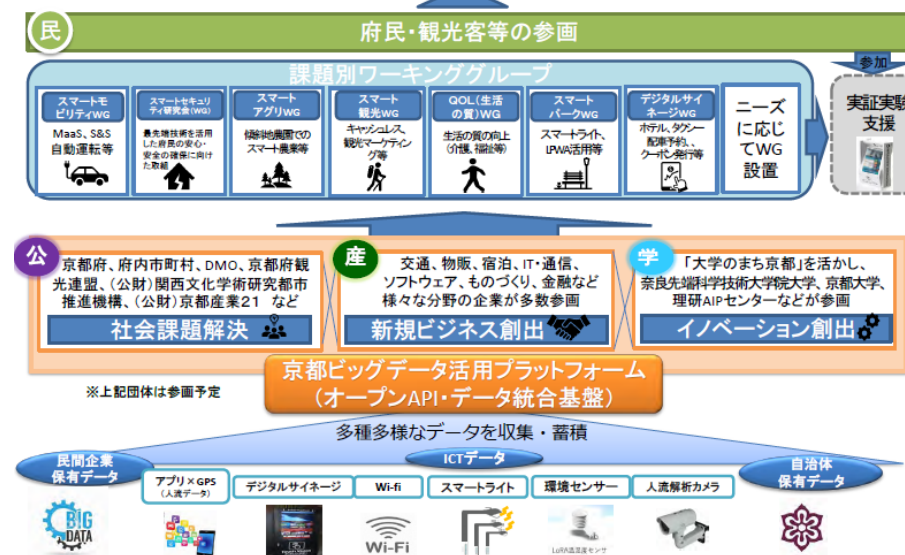 民
府民・観光客等の参画
課題別ワーキンググループ
参加
スマートモ
ビリティWG
MaaS、S&S
自動運転等
スマートセキュリ
ティ研究会(WG)
最先端技術を活用
した府民の安心・
安全の確保に向け
た取組
スマート
アグリWG
傾斜地農園での
スマート農業等
スマート
観光WG
キャッシュレス、
観光マーケティン
グ等
QOL(生活
の質)WG
生活の質の向上
(介護、福祉等)
スマート
パークWG
スマートライト、
LPWA活用等
デジタルサイ
ネージWG
ホテル、タクシー
配車予約、、
クーポン発行等
ニーズ
に応じ
てWG
設置
実証実験
支援
公
京都府、府内市町村、DMO、京都府観
光連盟、(公財)関西文化学術研究都市
推進機構、(公財)京都産業21 など
社会課題解決
産
交通、物販、宿泊、IT・通信、
ソフトウェア、ものづくり、金融など
様々な分野の企業が多数参画
新規ビジネス創出
学
「大学のまち京都」を活かし、
奈良先端科学技術大学院大学、京都大学、
理研AIPセンターなどが参画
イノベーション創出
京都ビッグデータ活用プラットフォーム
(オープンAPI・データ統合基盤)
※上記団体は参画予定
多種多様なデータを収集・蓄積
民間企業
保有データ
ICTデータ
自治体
保有データ
アプリ×GPS
(人流データ)
デジタルサイネージ
Wi-fi
スマートライト
環境センサー
人流解析カメラ
BIG
DATA
Wi-Fi
LoRA温湿度センサ